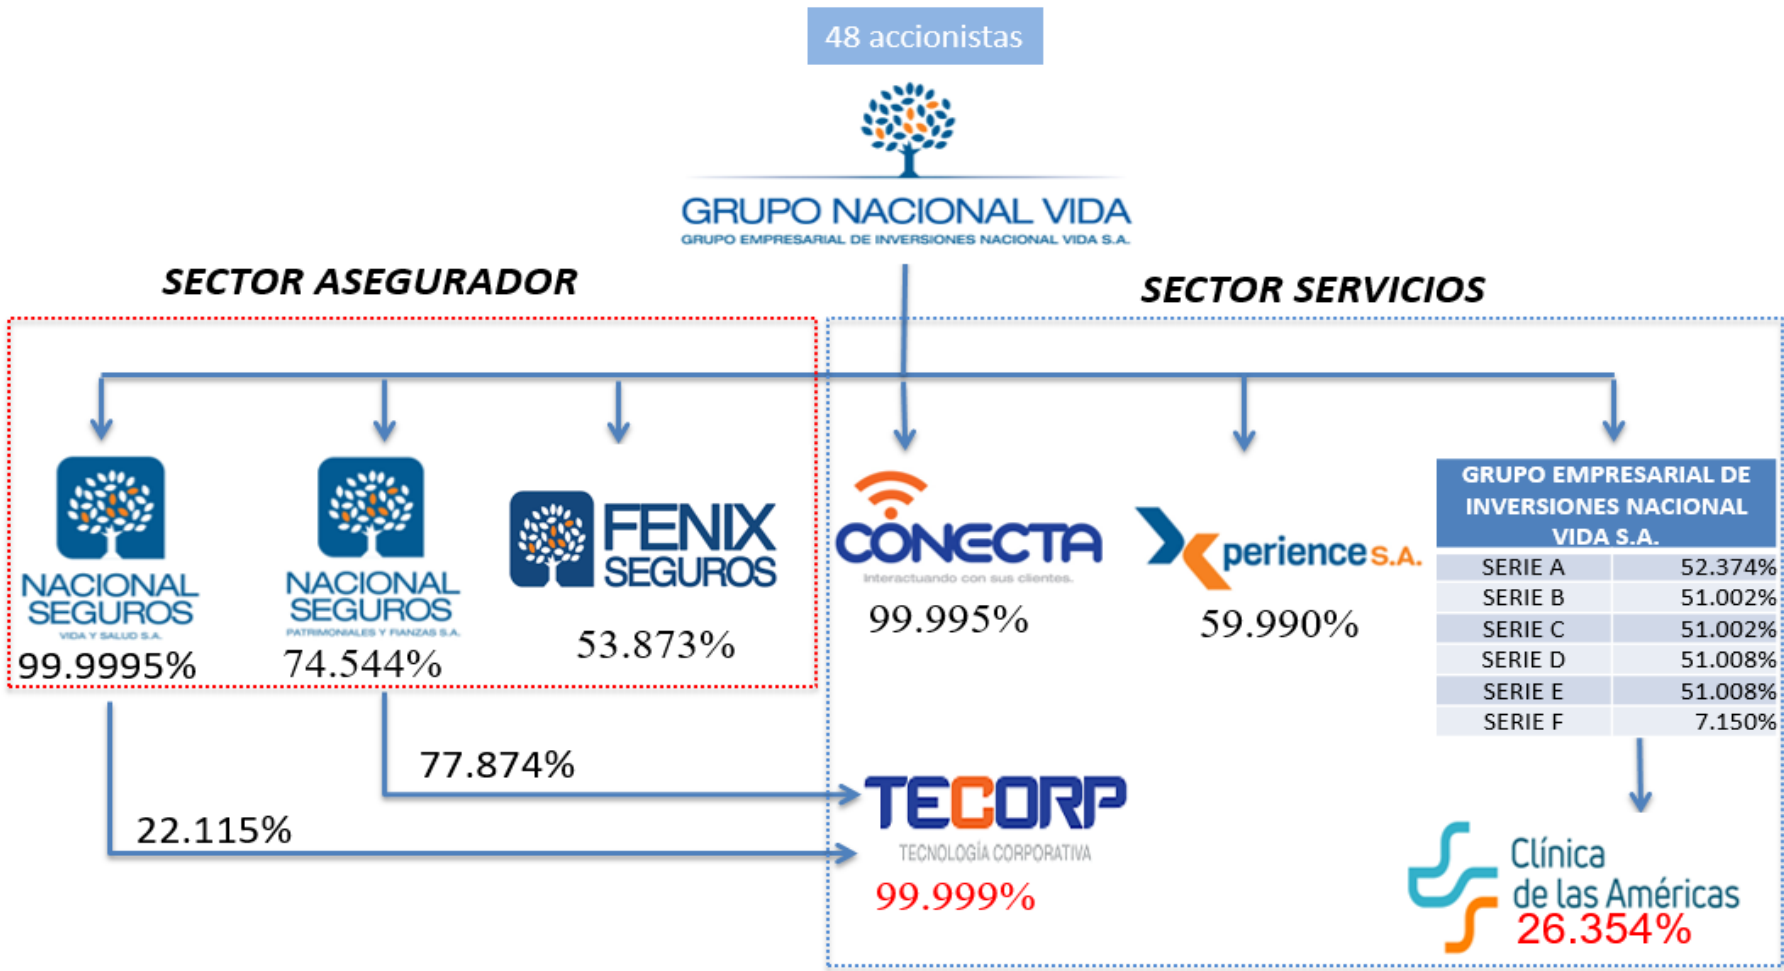 48 accionistas
GRUPO NACIONAL VIDA
GRUPO EMPRESARIAL DE INVERSIONES NACIONAL VIDA S.A.
SECTOR ASEGURADOR
SECTOR SERVICIOS
NACIONAL
SEGUROS
VIDA Y SALUD S.A.
99.9995%
NACIONAL
SEGUROS
PATRIMONIALES Y FIANZAS S.A.
74.544%
FENIX
SEGUROS
53.873%
CONECTA
Interactuando con sus clientes.
99.995%
Xperience S.A.
59.990%
GRUPO EMPRESARIAL DE
INVERSIONES NACIONAL
VIDA S.A.
SERIE A 52.374%
SERIE B 51.002%
SERIE C 51.002%
SERIE D 51.008%
SERIE E 51.008%
SERIE F 7.150%
77.874%
22.115%
TECORP
TECNOLOGÍA CORPORATIVA
99.999%
Clínica
de las Américas
26.354%